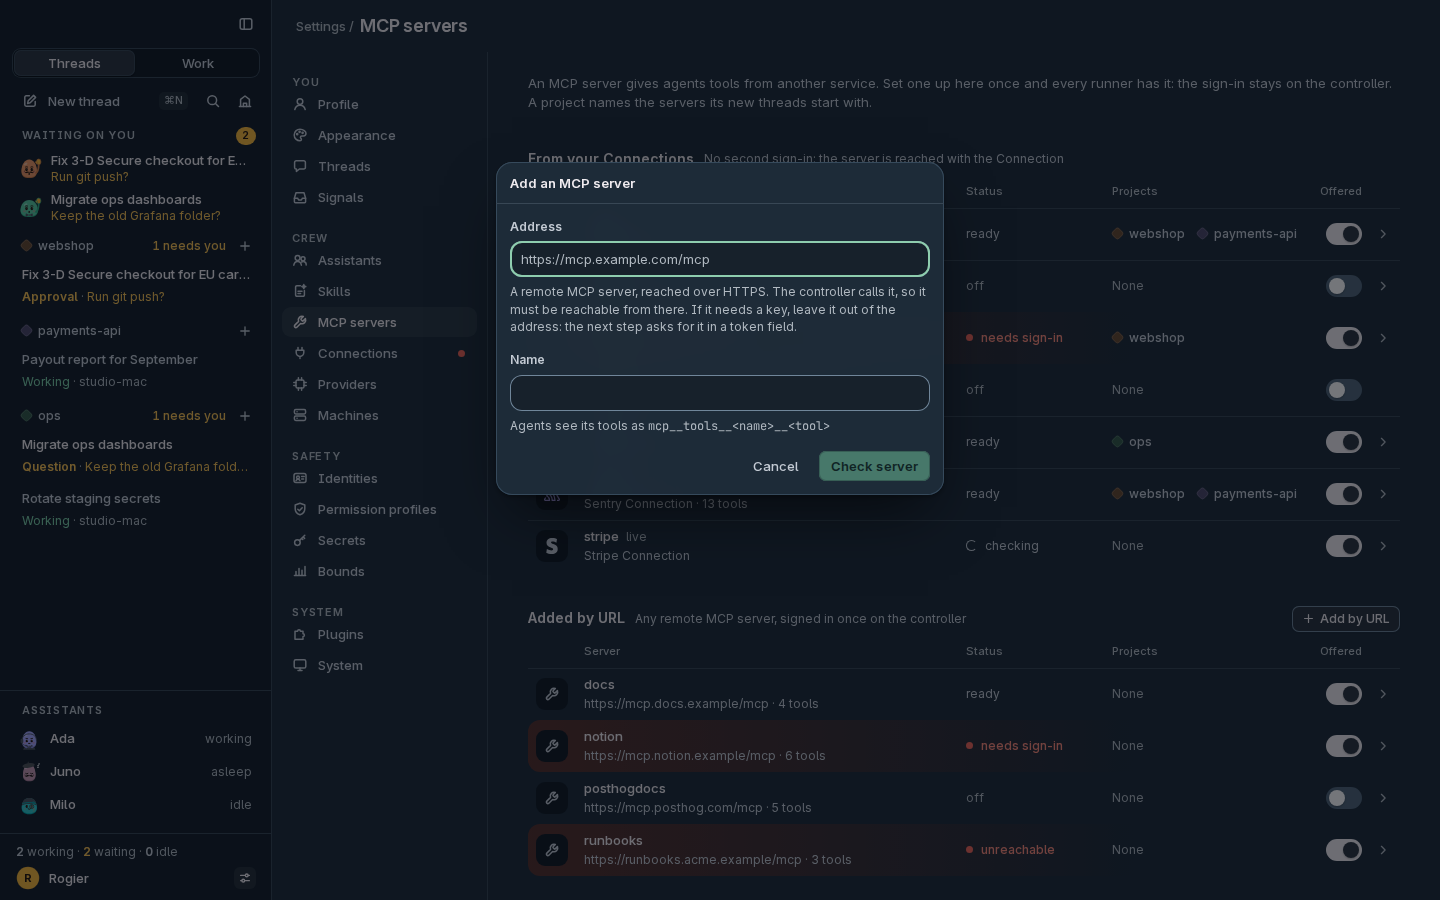 Threads
Work
New thread
⌘N
WAITING ON YOU
2
Fix 3-D Secure checkout for E…
Run git push?
Migrate ops dashboards
Keep the old Grafana folder?
webshop
1 needs you
Fix 3-D Secure checkout for EU car…
Approval · Run git push?
payments-api
Payout report for September
Working · studio-mac
ops
1 needs you
Migrate ops dashboards
Question · Keep the old Grafana fold…
Rotate staging secrets
Working · studio-mac
ASSISTANTS
Ada
working
Juno
asleep
Milo
idle
2 working · 2 waiting · 0 idle
R
Rogier
Settings / MCP servers
YOU
Profile
Appearance
Threads
Signals
CREW
Assistants
Skills
MCP servers
Connections
Providers
Machines
SAFETY
Identities
Permission profiles
Secrets
Bounds
SYSTEM
Plugins
System
An MCP server gives agents tools from another service. Set one up here once and every runner has it: the sign-in stays on the controller.
A project names the servers its new threads start with.
From your Connections No second sign-in: the server is reached with the Connection
Status
Projects
Offered
ready
webshop
payments-api
off
None
needs sign-in
webshop
off
None
ready
ops
Sentry Connection · 13 tools
ready
webshop
payments-api
S
stripe live
Stripe Connection
checking
None
Add an MCP server
Address
https://mcp.example.com/mcp
A remote MCP server, reached over HTTPS. The controller calls it, so it
must be reachable from there. If it needs a key, leave it out of the
address: the next step asks for it in a token field.
Name
Agents see its tools as mcp__tools__<name>__<tool>
Cancel
Check server
Added by URL Any remote MCP server, signed in once on the controller
Add by URL
Server
Status
Projects
Offered
docs
https://mcp.docs.example/mcp · 4 tools
ready
None
notion
https://mcp.notion.example/mcp · 6 tools
needs sign-in
None
posthogdocs
https://mcp.posthog.com/mcp · 5 tools
off
None
runbooks
https://runbooks.acme.example/mcp · 3 tools
unreachable
None